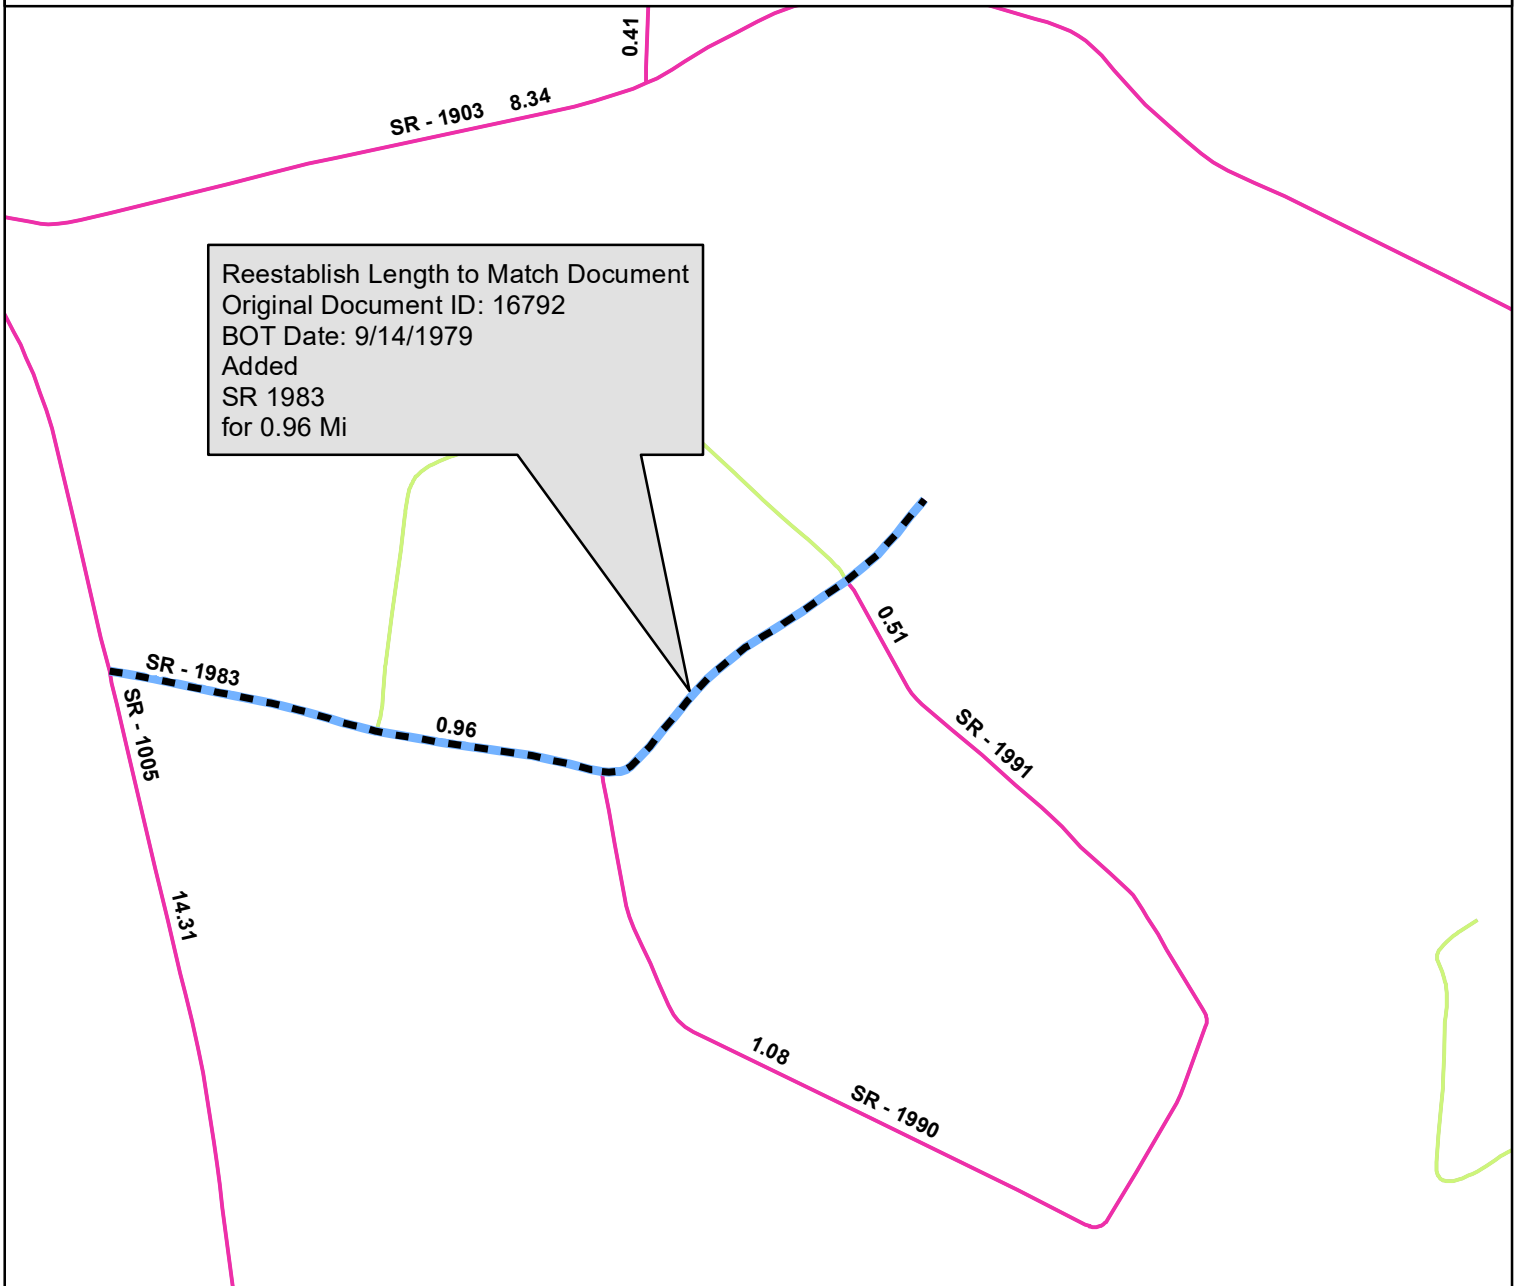 0.41
SR - 1903 8.34
Reestablish Length to Match Document
Original Document ID: 16792
BOT Date: 9/14/1979
Added
SR 1983
for 0.96 Mi
0.51
SR - 1983
0.96
SR - 1005
SR - 1991
14.31
1.08
SR - 1990